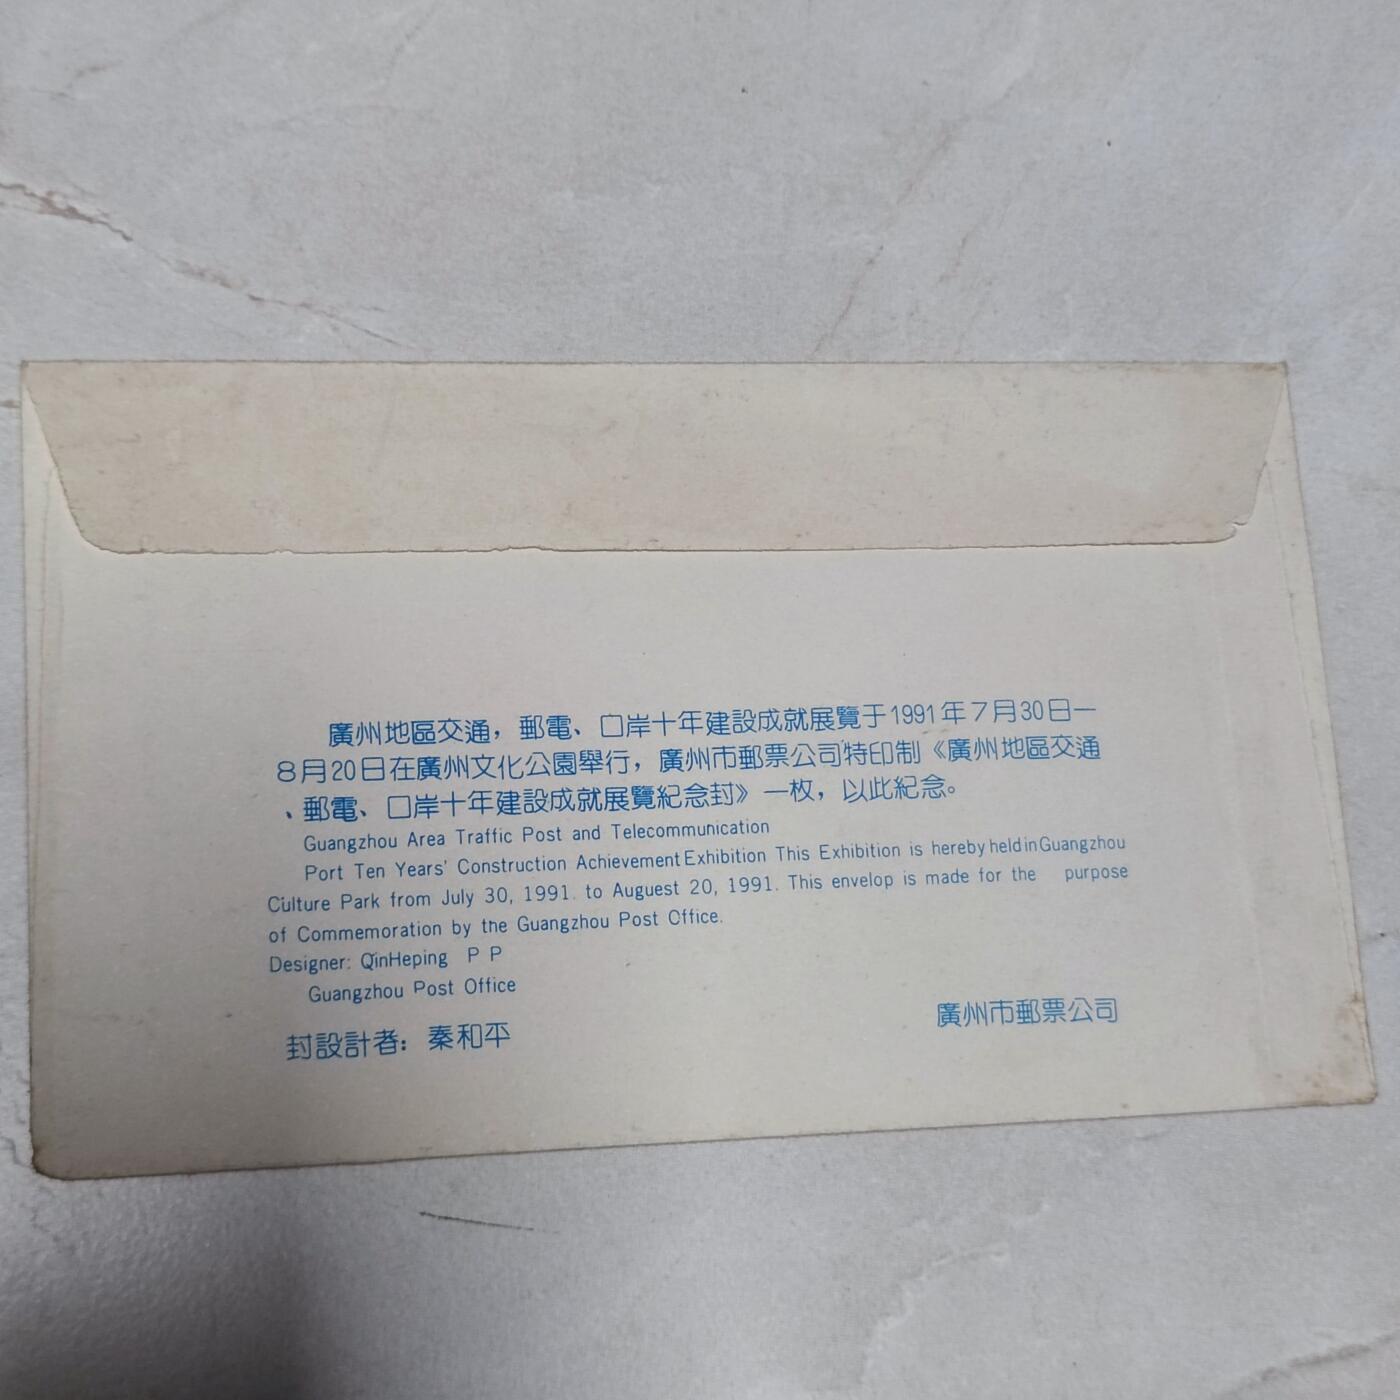 廣州地區交通，郵電、口岸十年建設成就展覽于1991年7月30日—
8月20日在廣州文化公園舉行，廣州市郵票公司特印制《廣州地區交通
、郵電、口岸十年建設成就展覽紀念封》一枚，以此紀念。
Guangzhou Area Traffic Post and Telecommunication
Port Ten Years' Construction Achievement Exhibition This Exhibition is hereby held in Guangzhou
Culture Park from July 30, 1991. to Auguest 20, 1991. This envelop is made for the purpose
of Commemoration by the Guangzhou Post Office.
Designer: QinHeping P P
Guangzhou Post Office
封設計者：秦和平
廣州市郵票公司